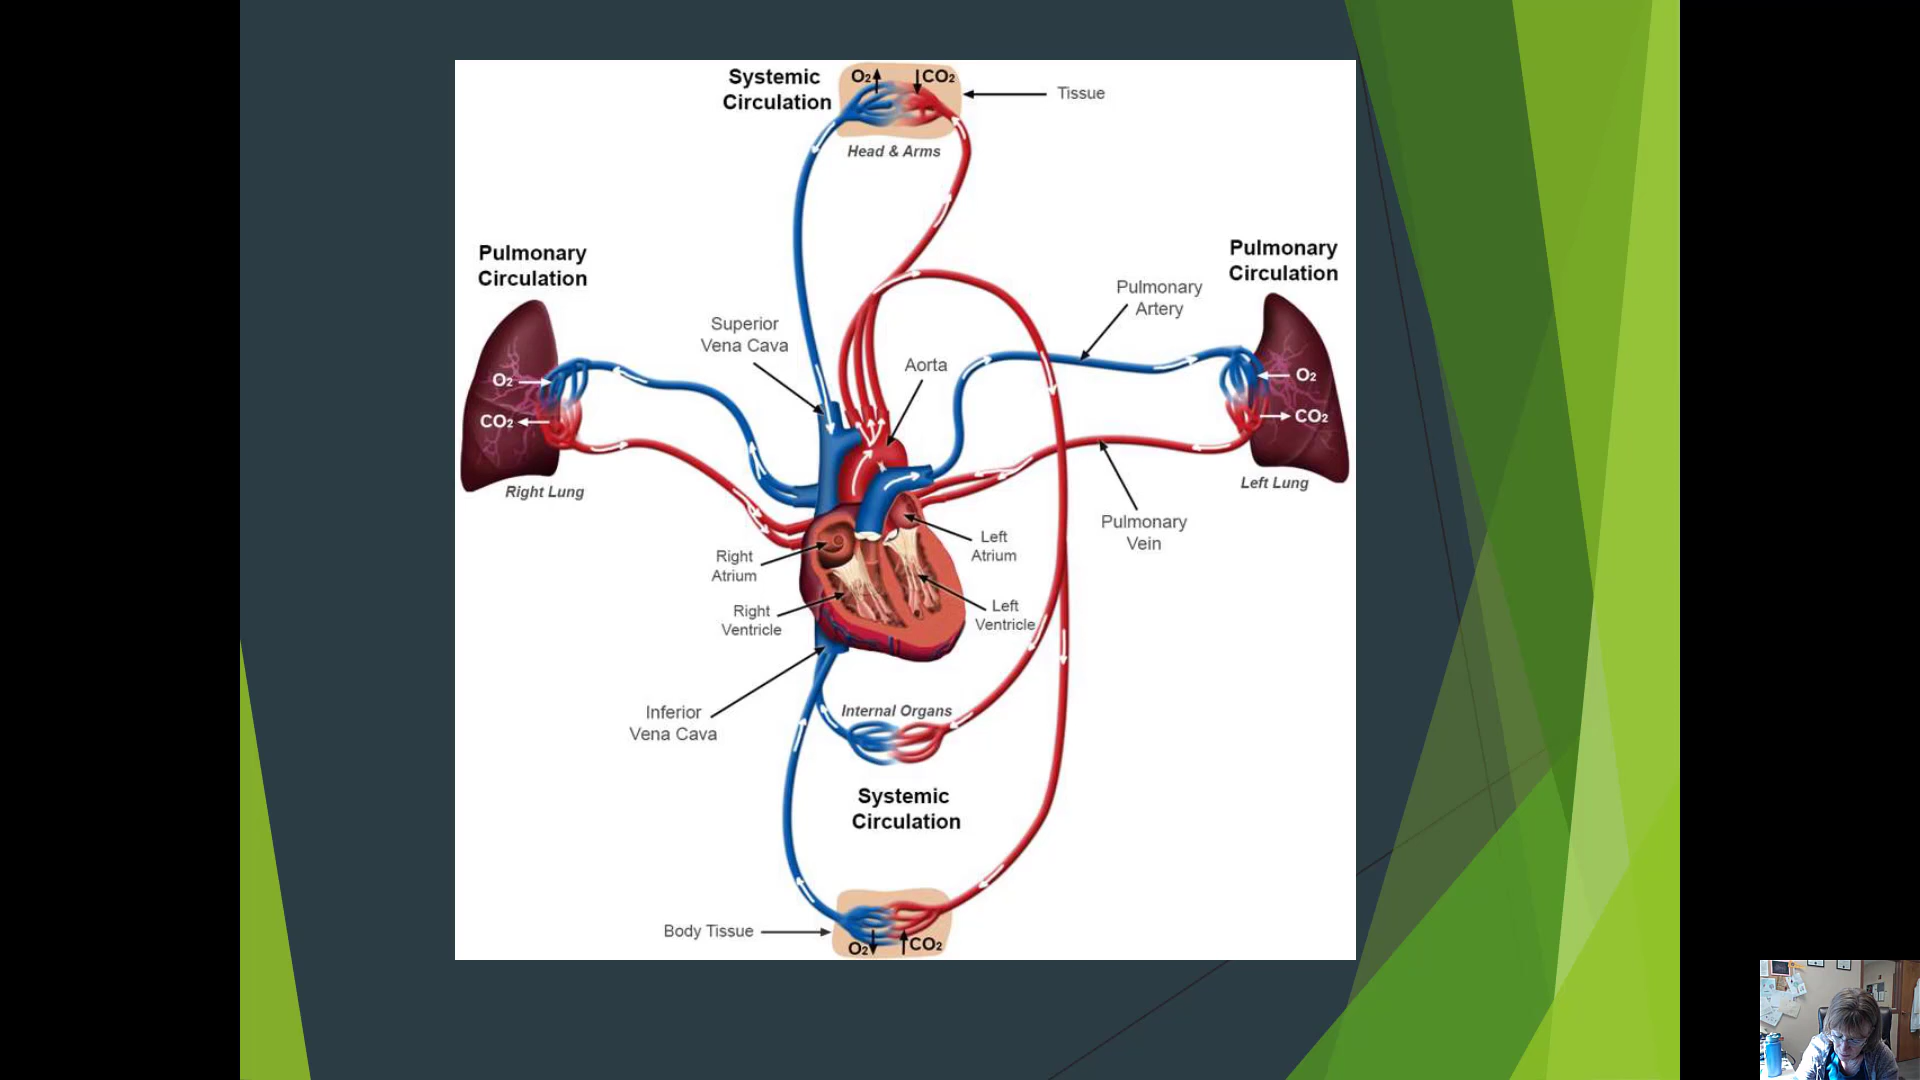 Systemic
Circulation
O2
CO2
Tissue
Head & Arms
Pulmonary
Circulation
Pulmonary
Circulation
Pulmonary
Artery
Superior
Vena Cava
Aorta
O2
CO2
Right Lung
O2
CO2
Left Lung
Pulmonary
Vein
Left
Atrium
Right
Atrium
Left
Ventricle
Right
Ventricle
Inferior
Vena Cava
Internal Organs
Systemic
Circulation
Body Tissue
O2
CO2